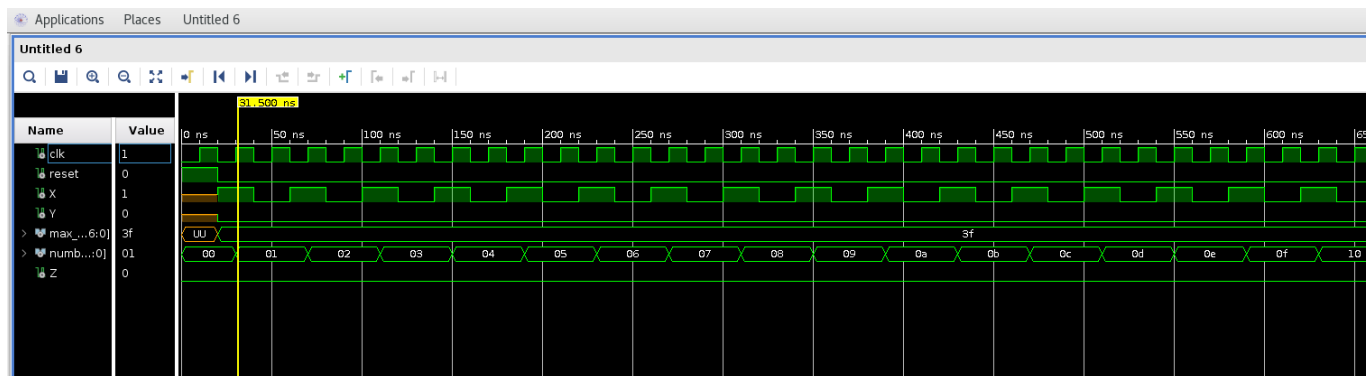 Applications Places Untitled 6
Untitled 6
31.500 ns
Name Value
0 ns 50 ns 100 ns 150 ns 200 ns 250 ns 300 ns 350 ns 400 ns 450 ns 500 ns 550 ns 600 ns 65
clk 1
reset 0
X 1
Y 0
max_...6:0] 3f UU 3f
numb...:0] 01 00 01 02 03 04 05 06 07 08 09 0a 0b 0c 0d 0e 0f 10
Z 0